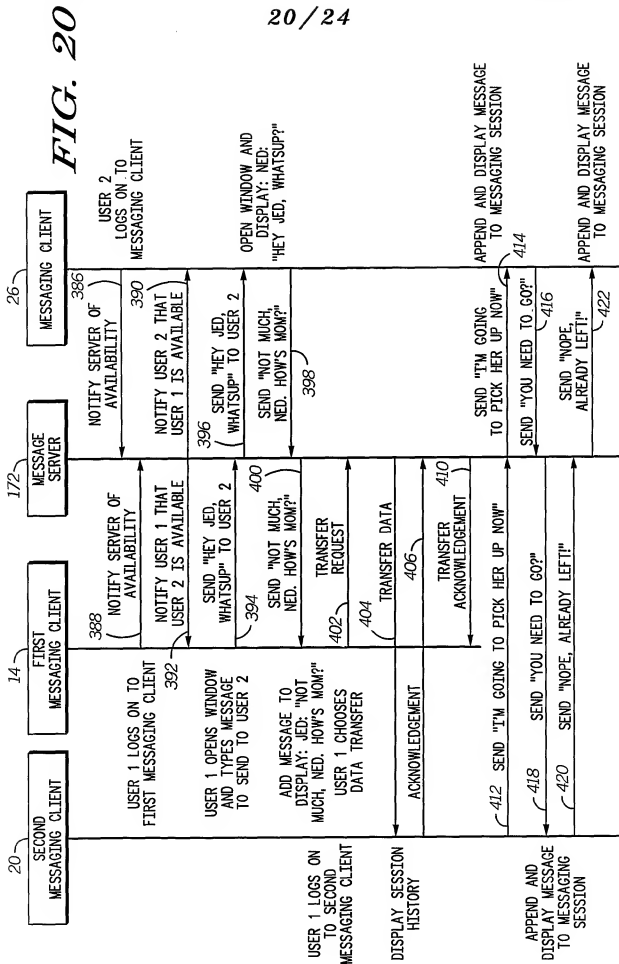 20/24
FIG. 20
20
SECOND
MESSAGING CLIENT
14
FIRST
MESSAGING CLIENT
172
MESSAGE
SERVER
26
MESSAGING CLIENT
USER 2
LOGS ON TO
MESSAGING CLIENT
386
NOTIFY SERVER OF
AVAILABILITY
388
NOTIFY SERVER OF
AVAILABILITY
USER 1 LOGS ON TO
FIRST MESSAGING CLIENT
390
NOTIFY USER 2 THAT
USER 1 IS AVAILABLE
NOTIFY USER 1 THAT
USER 2 IS AVAILABLE
392
USER 1 OPENS WINDOW
AND TYPES MESSAGE
TO SEND TO USER 2
SEND "HEY JED,
WHATSUP" TO USER 2
394
396
SEND "HEY JED,
WHATSUP" TO USER 2
OPEN WINDOW AND
DISPLAY: NED:
"HEY JED, WHATSUP?"
SEND "NOT MUCH,
NED. HOW'S MOM?"
398
400
SEND "NOT MUCH,
NED. HOW'S MOM?"
ADD MESSAGE TO
DISPLAY: JED: "NOT
MUCH, NED. HOW'S MOM?"
USER 1 CHOOSES
DATA TRANSFER
TRANSFER
REQUEST
402
USER 1 LOGS ON
TO SECOND
MESSAGING CLIENT
404
TRANSFER DATA
DISPLAY SESSION
HISTORY
ACKNOWLEDGEMENT
406
TRANSFER
ACKNOWLEDGEMENT
410
412
SEND "I'M GOING TO PICK HER UP NOW"
SEND "I'M GOING
TO PICK HER UP NOW"
414
APPEND AND DISPLAY MESSAGE
TO MESSAGING SESSION
SEND "YOU NEED TO GO?"
416
418
SEND "YOU NEED TO GO?"
APPEND AND
DISPLAY MESSAGE
TO MESSAGING
SESSION
420
SEND "NOPE, ALREADY LEFT!"
SEND "NOPE,
ALREADY LEFT!"
422
APPEND AND DISPLAY MESSAGE
TO MESSAGING SESSION